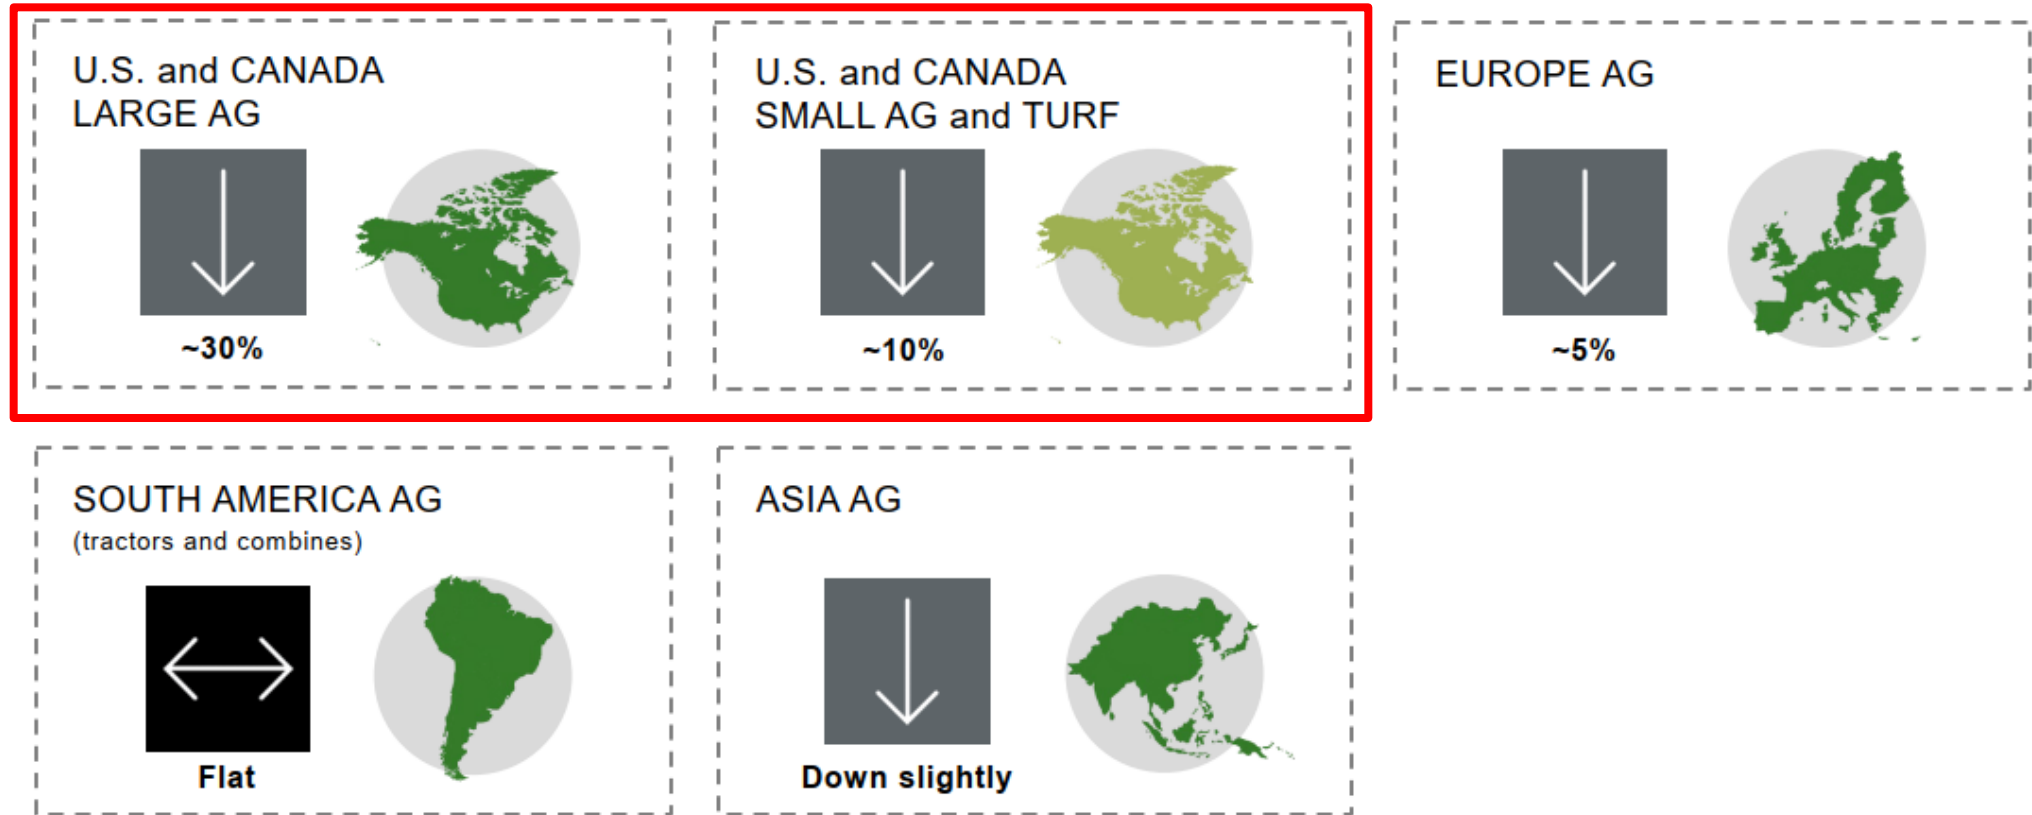 U.S. and CANADA
LARGE AG
~30%
U.S. and CANADA
SMALL AG and TURF
~10%
EUROPE AG
~5%
SOUTH AMERICA AG
(tractors and combines)
Flat
ASIA AG
Down slightly